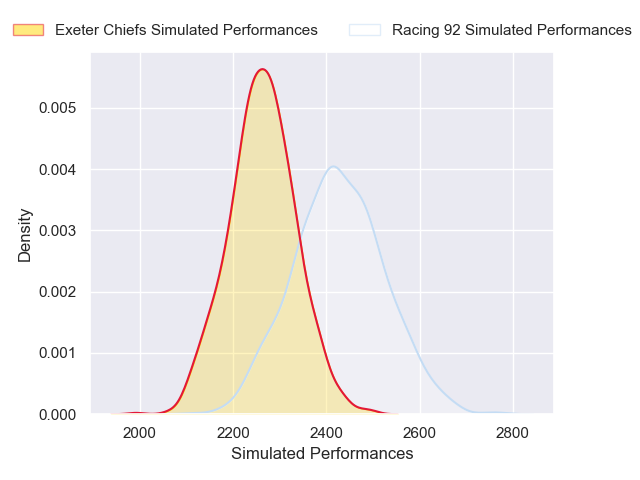 Exeter Chiefs Simulated Performances Racing 92 Simulated Performances
0.005
0.004
0.003
0.002
0.001
0.000
Density
2000 2200 2400 2600 2800
Simulated Performances